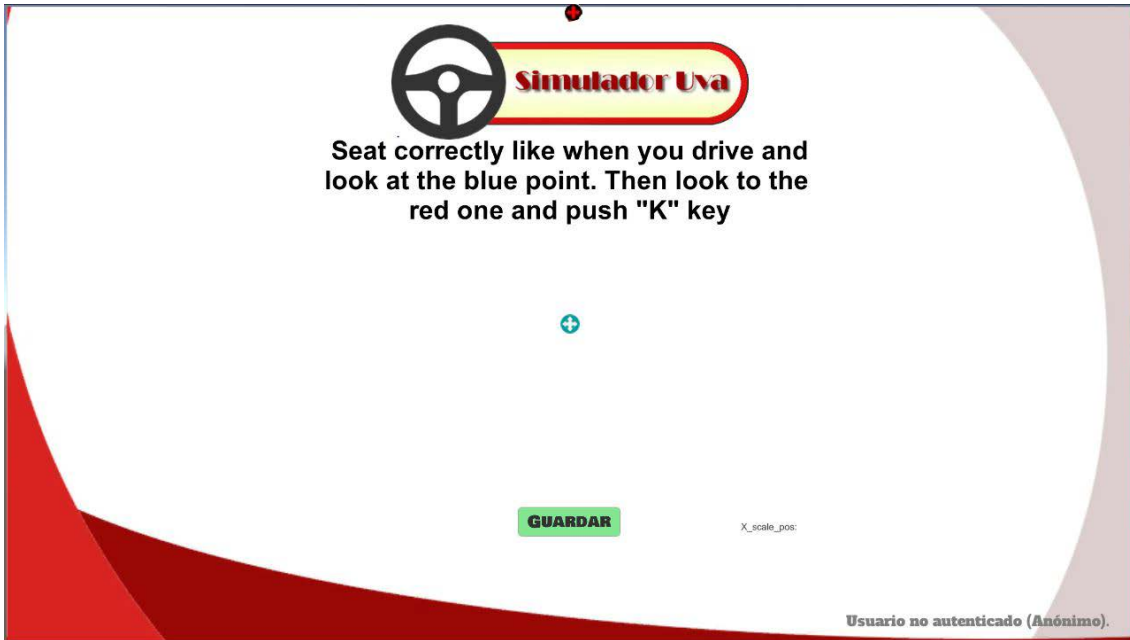 Simulador Uva
Seat correctly like when you drive and
look at the blue point. Then look to the
red one and push "K" key
GUARDAR
X_scale_pos:
Usuario no autenticado (Anónimo).